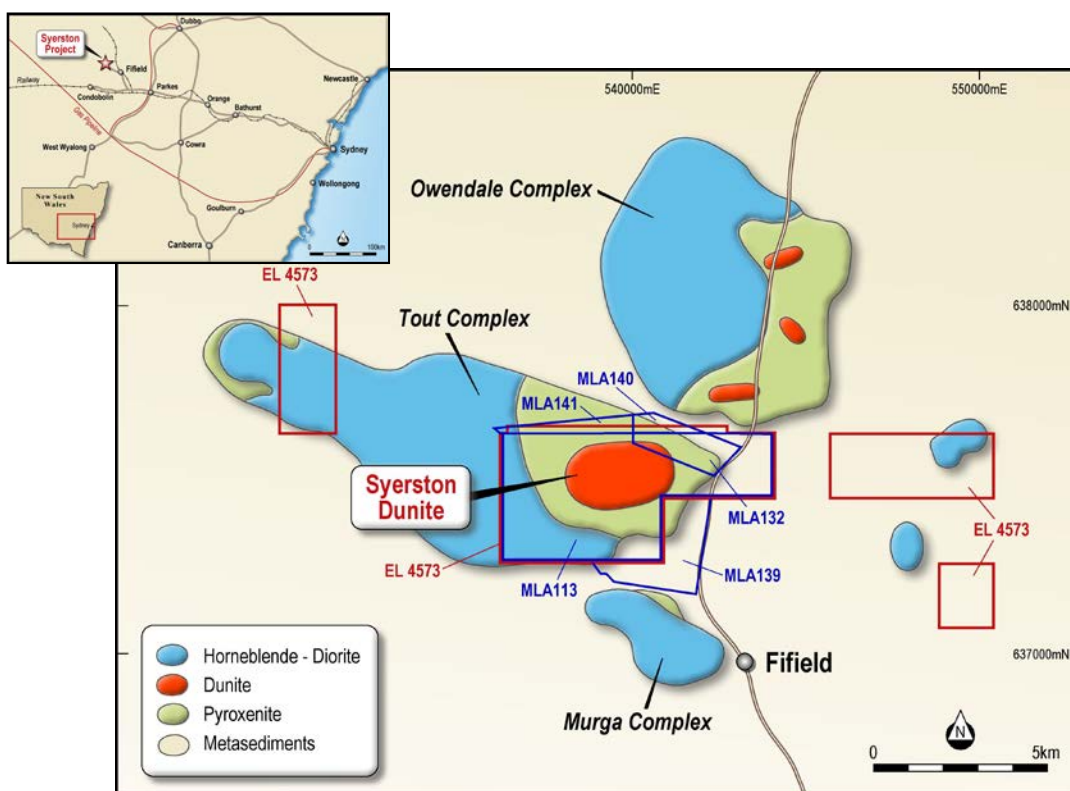 Syerston
Project
Dubbo
Fifield
Newcastle
Railway
Condobolin
Parkes
Orange
Bathurst
Gas Pipeline
West Wyalong
Cowra
Sydney
Wollongong
New South
Wales
Sydney
Goulburn
Canberra
N
0
100km
540000mE
550000mE
Owendale Complex
EL 4573
638000mN
Tout Complex
MLA140
MLA141
Syerston
Dunite
MLA132
EL 4573
EL 4573
MLA113
MLA139
637000mN
Horneblende - Diorite
Dunite
Pyroxenite
Metasediments
Fifield
Murga Complex
N
0
5km